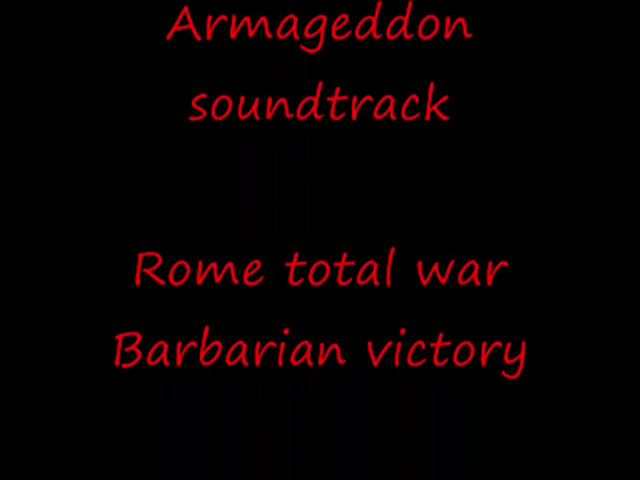 Armageddon
soundtrack
Rome total war
Barbarian victory